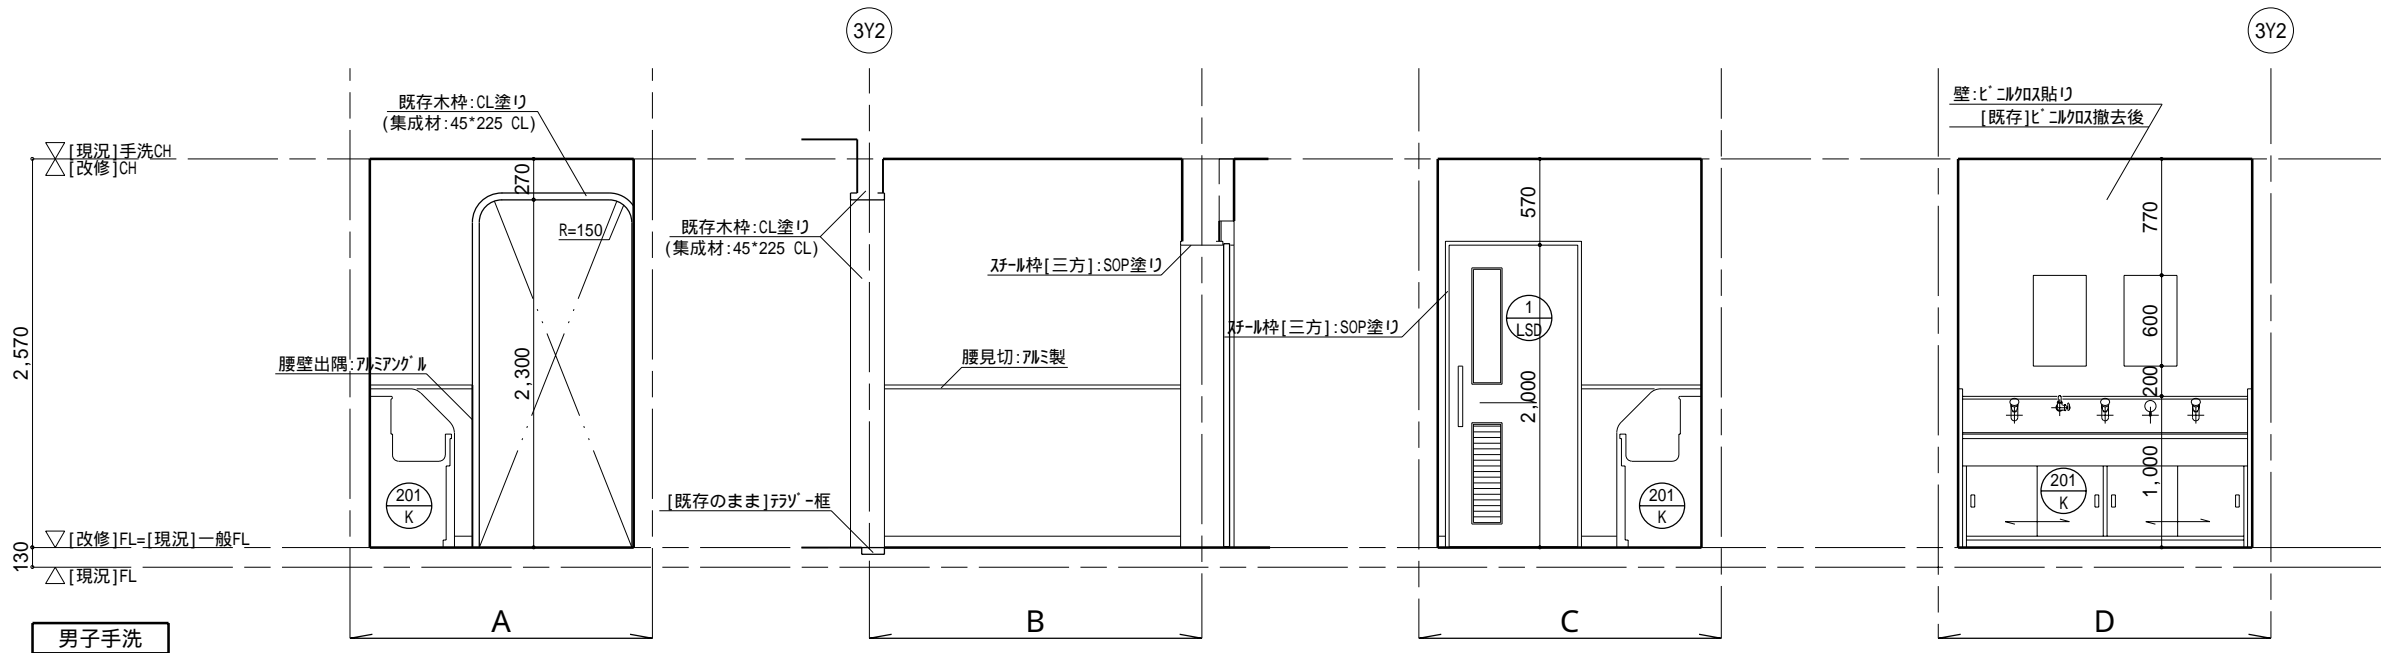 3Y2
3Y2
既存木枠:CL塗り
(集成材:45*225 CL)
壁:ﾋﾞﾆﾙｸﾛｽ貼り
[既存]ﾋﾞﾆﾙｸﾛｽ撤去後
[現況]手洗CH
[改修]CH
270
R=150
既存木枠:CL塗り
(集成材:45*225 CL)
ｽﾁｰﾙ枠[三方]:SOP塗り
570
770
1
LSD
ｽﾁｰﾙ枠[三方]:SOP塗り
600
2,570
腰壁出隅:ｱﾙﾐｱﾝｸﾞﾙ
2,300
腰見切:ｱﾙﾐ製
2,000
200
201
K
[既存のまま]ﾃﾗｿﾞｰ框
201
K
201
K
1,000
[改修]FL=[現況]一般FL
130
[現況]FL
A
B
C
D
男子手洗